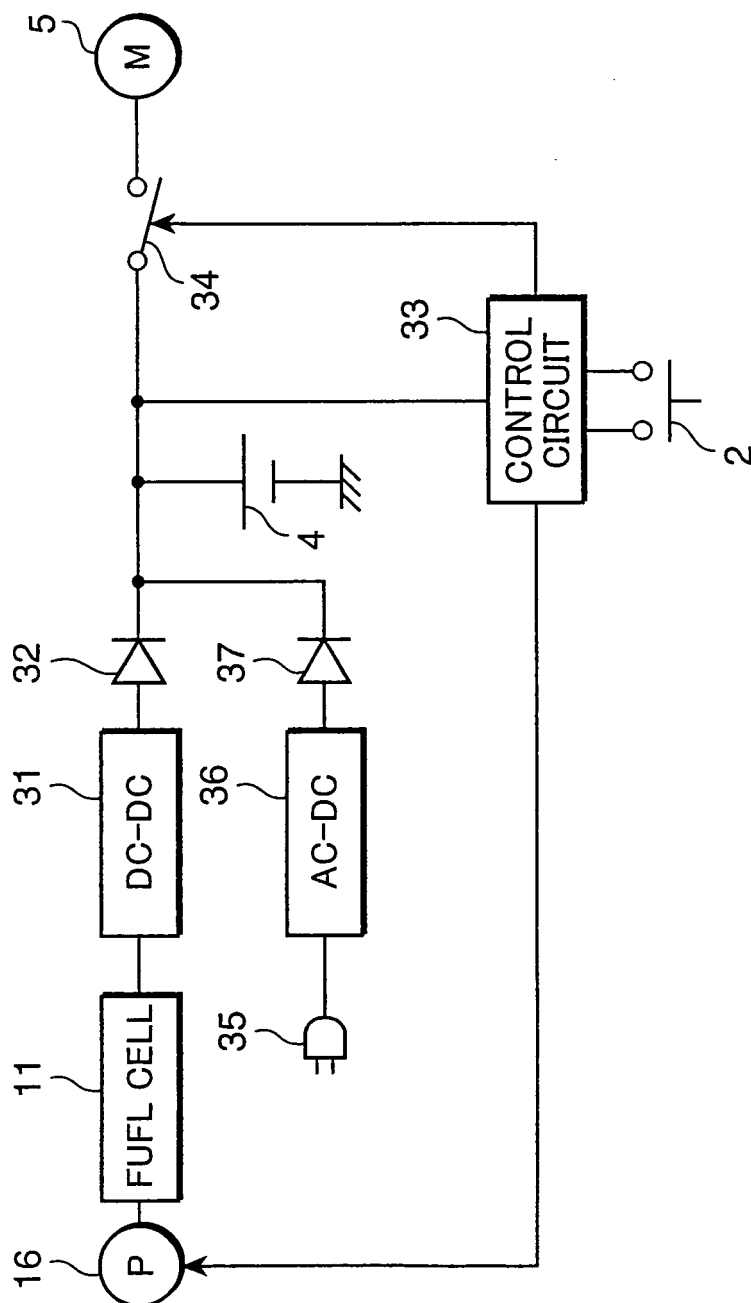 5
M
34
33
CONTROL
CIRCUIT
2
4
32
37
31
DC-DC
36
AC-DC
35
11
FUFL CELL
16
P